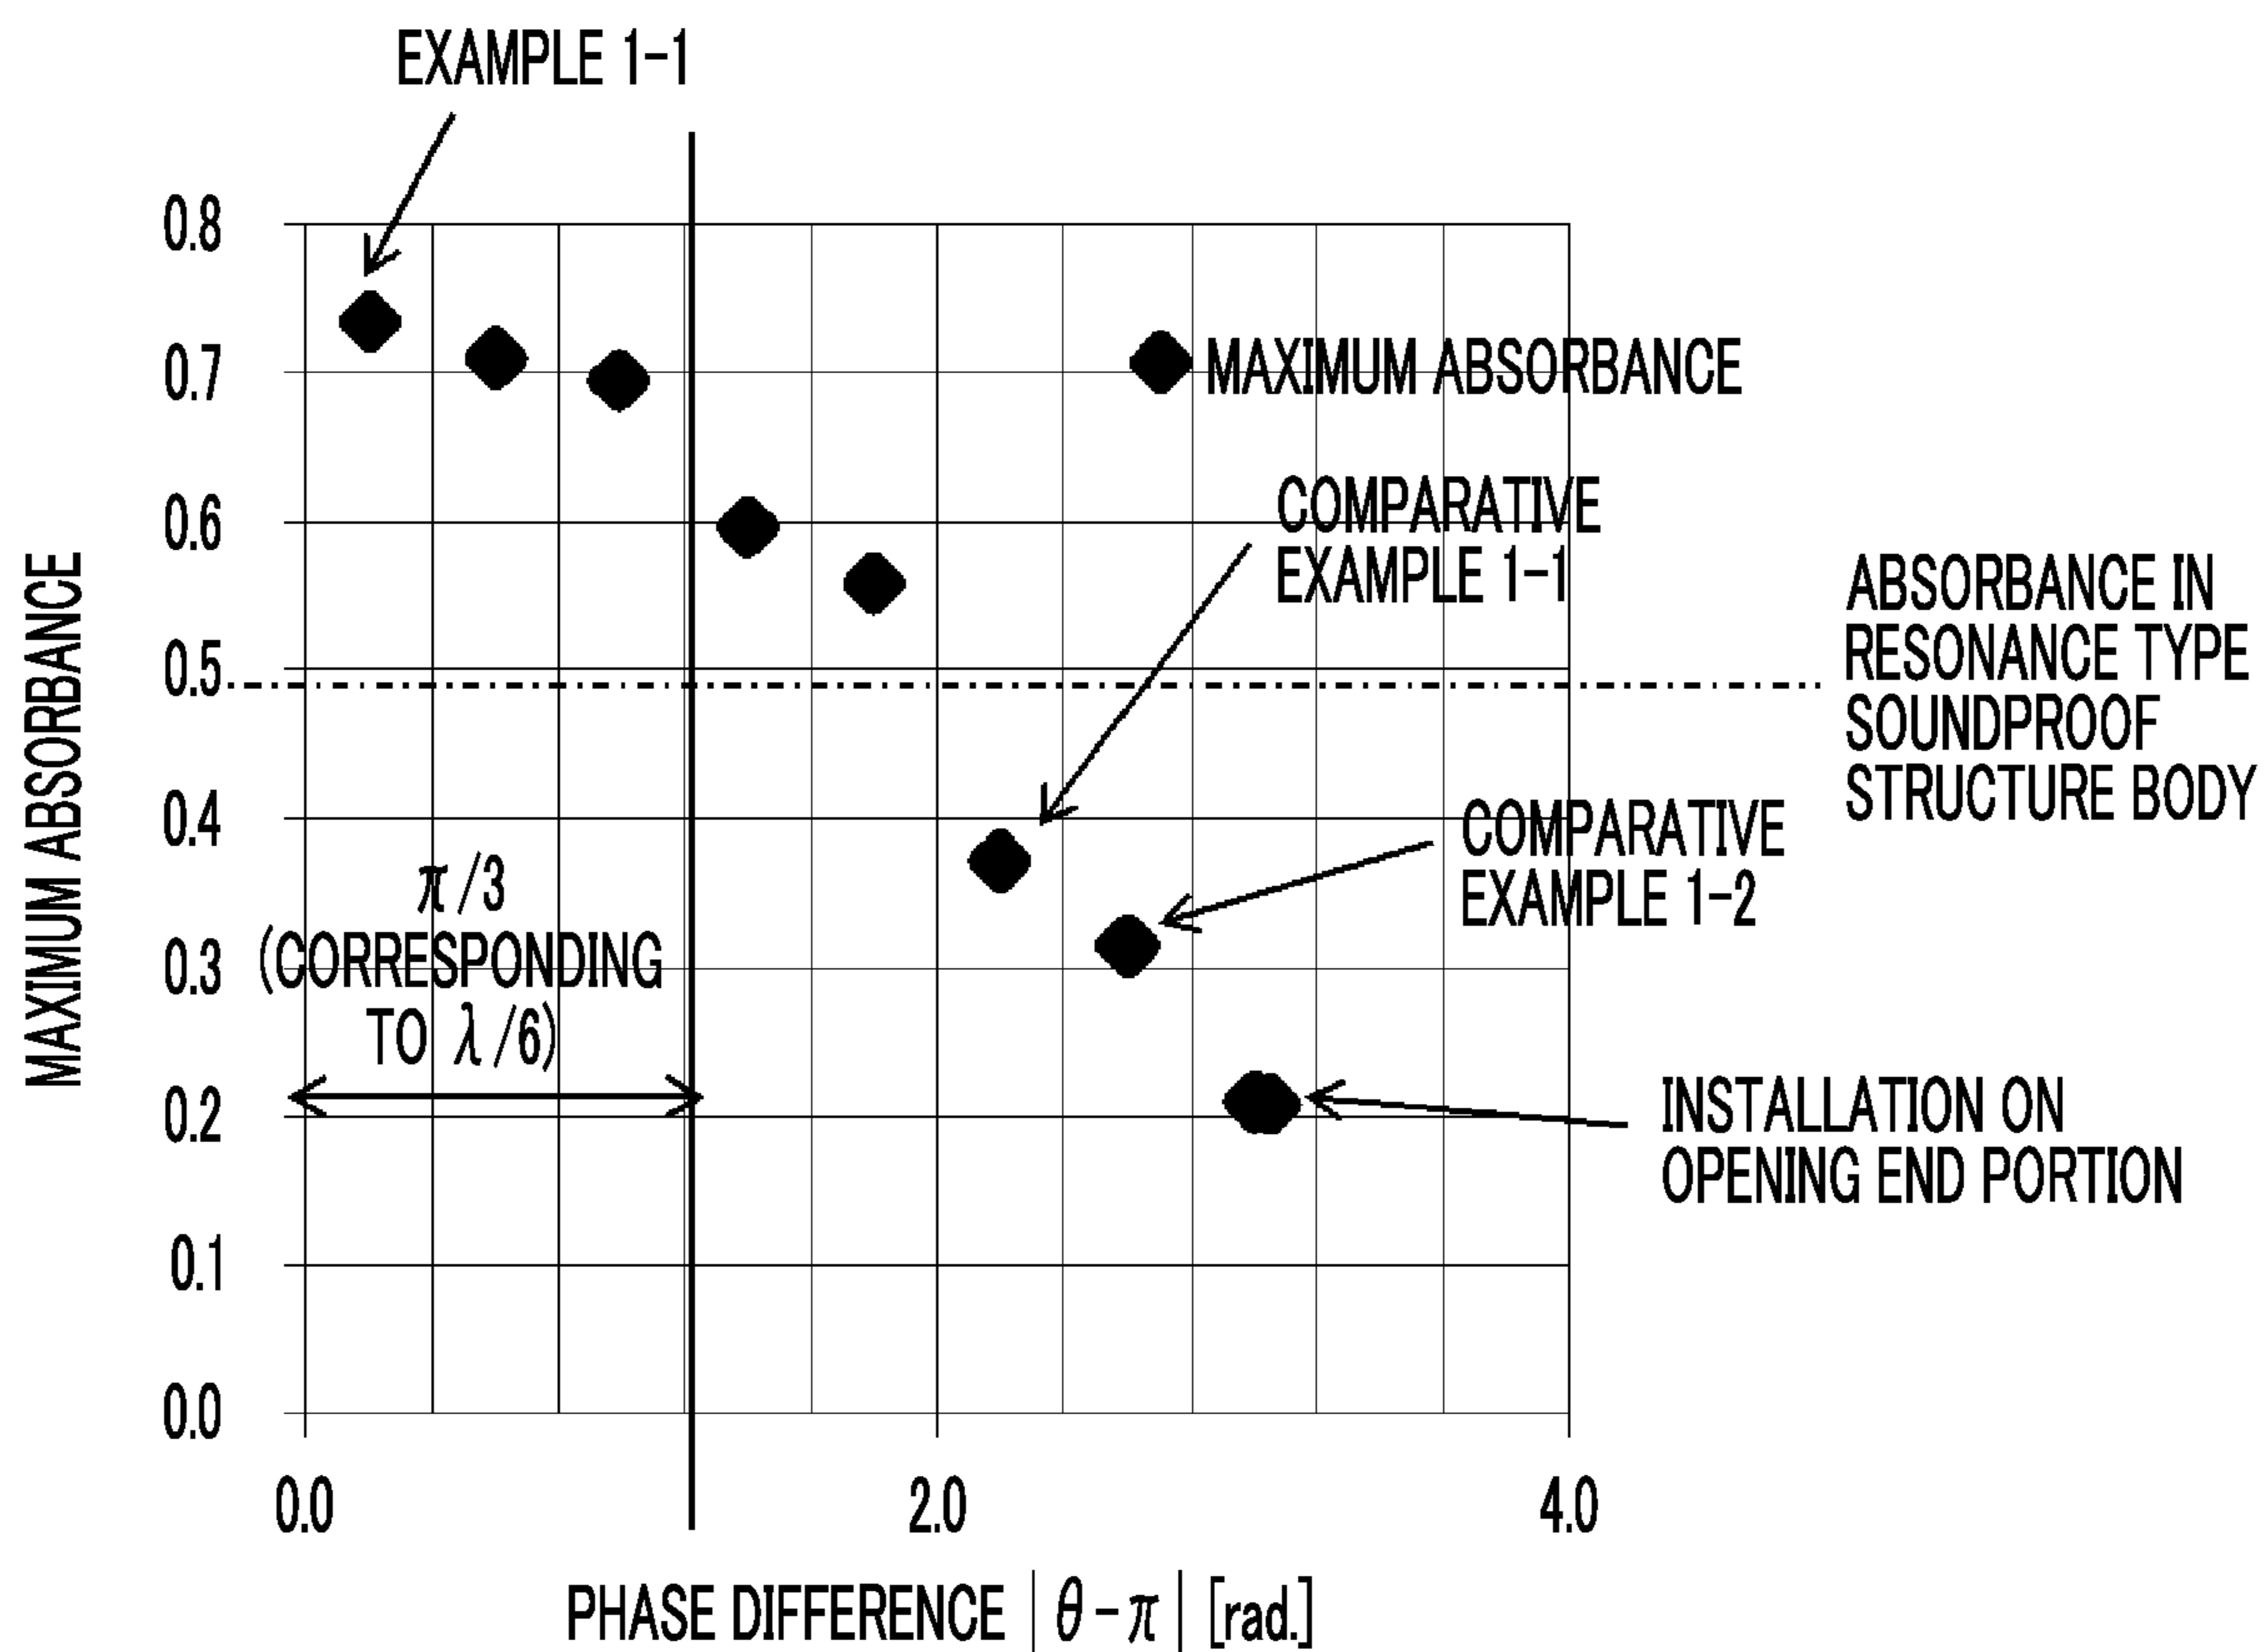 EXAMPLE 1-1
0.8
0.7
0.6
0.5
0.4
0.3
0.2
0.1
0.0
MAXIMUM ABSORBANCE
MAXIMUM ABSORBANCE
COMPARATIVE
EXAMPLE 1-1
ABSORBANCE IN
RESONANCE TYPE
SOUNDPROOF
STRUCTURE BODY
COMPARATIVE
EXAMPLE 1-2
π/3
(CORRESPONDING
TO λ/6)
INSTALLATION ON
OPENING END PORTION
0.0
2.0
4.0
PHASE DIFFERENCE |θ-π| [rad.]